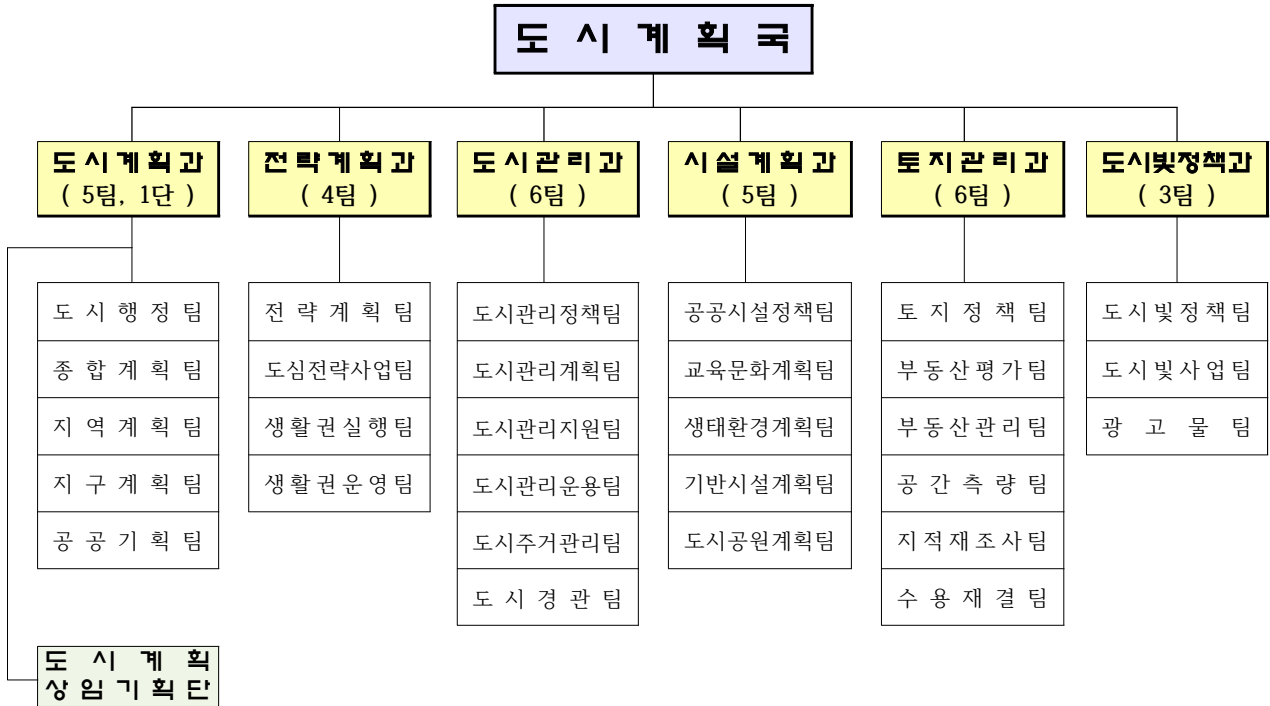 도시계획국
도시계획과
( 5팀, 1단 )
도시행정팀
종합계획팀
지역계획팀
지구계획팀
공공기획팀
도시계획
상임기획단
전략계획과
( 4팀 )
전략계획팀
도심전략사업팀
생활권실행팀
생활권운영팀
도시관리과
( 6팀 )
도시관리정책팀
도시관리계획팀
도시관리지원팀
도시관리운용팀
도시주거관리팀
도시경관팀
시설계획과
( 5팀 )
공공시설정책팀
교육문화계획팀
생태환경계획팀
기반시설계획팀
도시공원계획팀
토지관리과
( 6팀 )
토지정책팀
부동산평가팀
부동산관리팀
공간측량팀
지적재조사팀
수용재결팀
도시빛정책과
( 3팀 )
도시빛정책팀
도시빛사업팀
광고물팀